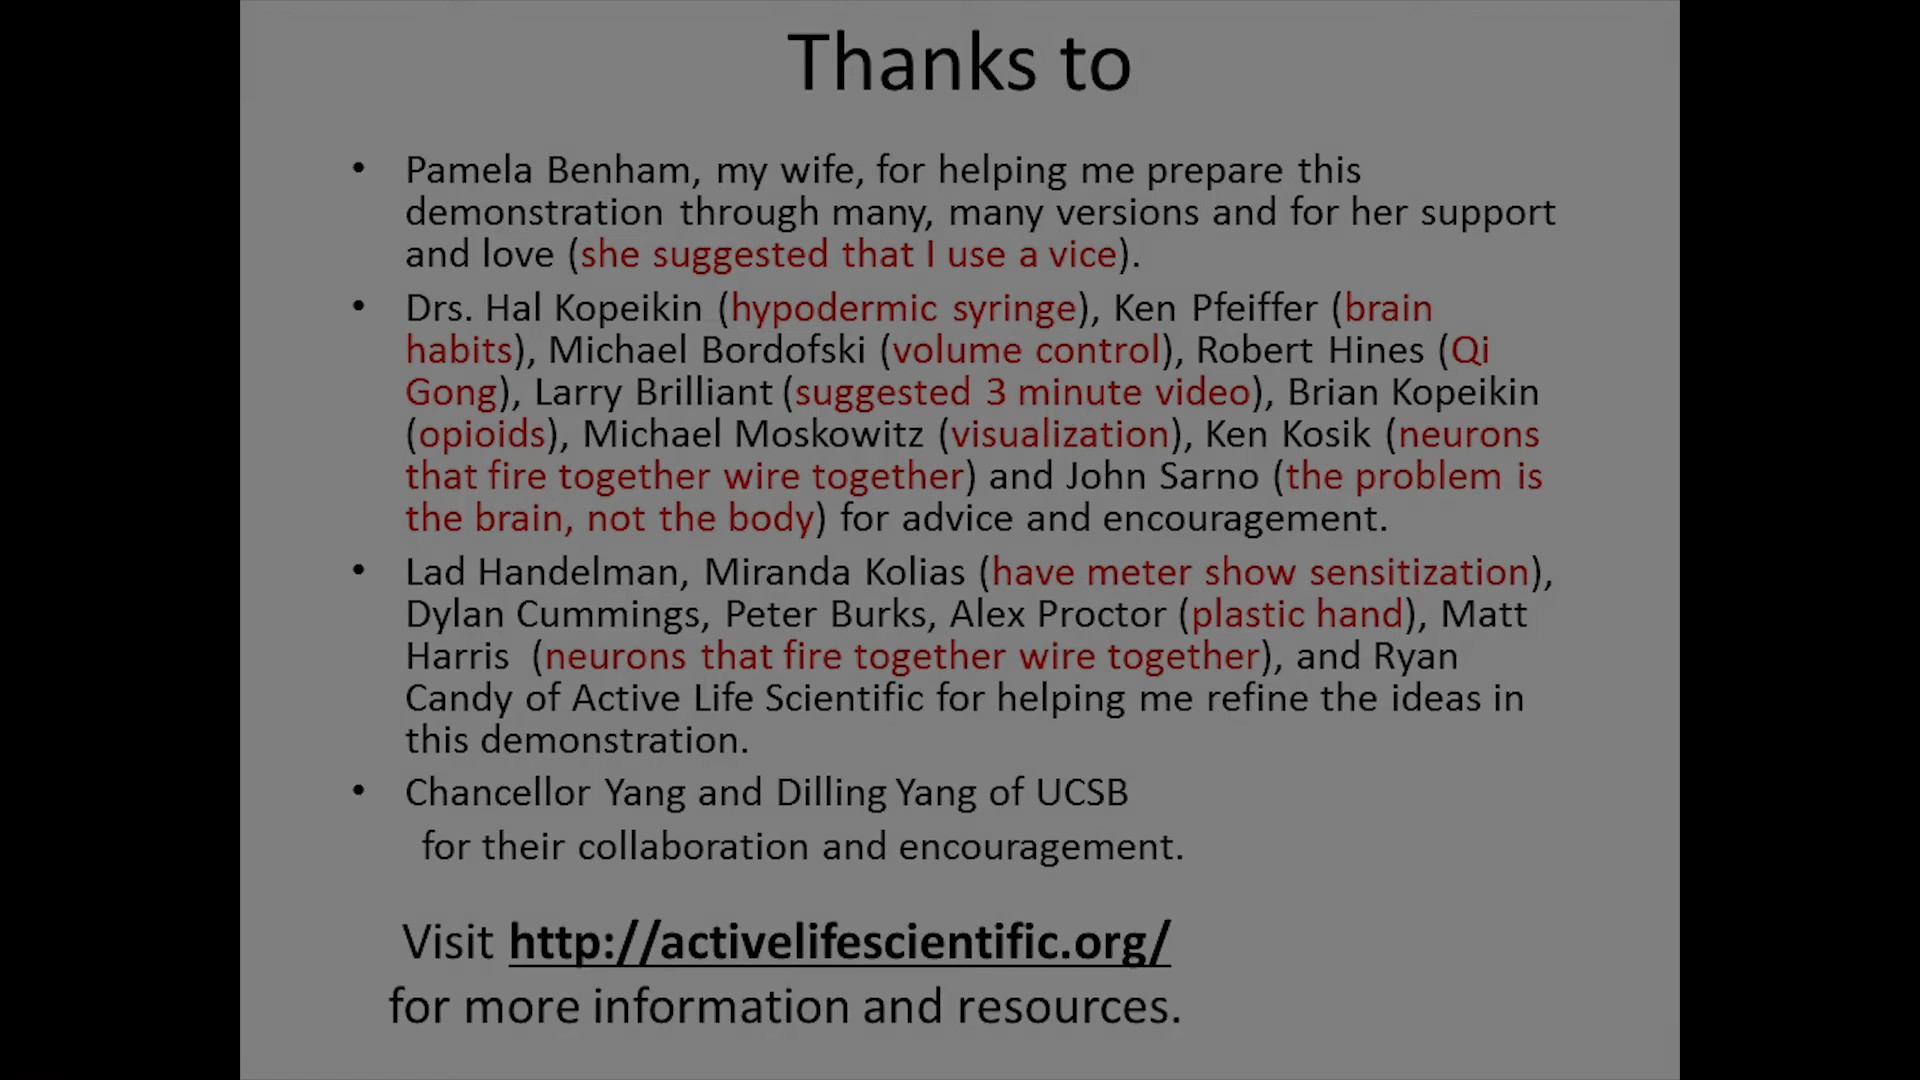 Thanks to
• Pamela Benham, my wife, for helping me prepare this
demonstration through many, many versions and for her support
and love (she suggested that I use a vice).
• Drs. Hal Kopeikin (hypodermic syringe), Ken Pfeiffer (brain
habits), Michael Bordofski (volume control), Robert Hines (Qi
Gong), Larry Brilliant (suggested 3 minute video), Brian Kopeikin
(opioids), Michael Moskowitz (visualization), Ken Kosik (neurons
that fire together wire together) and John Sarno (the problem is
the brain, not the body) for advice and encouragement.
• Lad Handelman, Miranda Kolias (have meter show sensitization),
Dylan Cummings, Peter Burks, Alex Proctor (plastic hand), Matt
Harris (neurons that fire together wire together), and Ryan
Candy of Active Life Scientific for helping me refine the ideas in
this demonstration.
• Chancellor Yang and Dilling Yang of UCSB
for their collaboration and encouragement.
Visit http://activelifescientific.org/
for more information and resources.